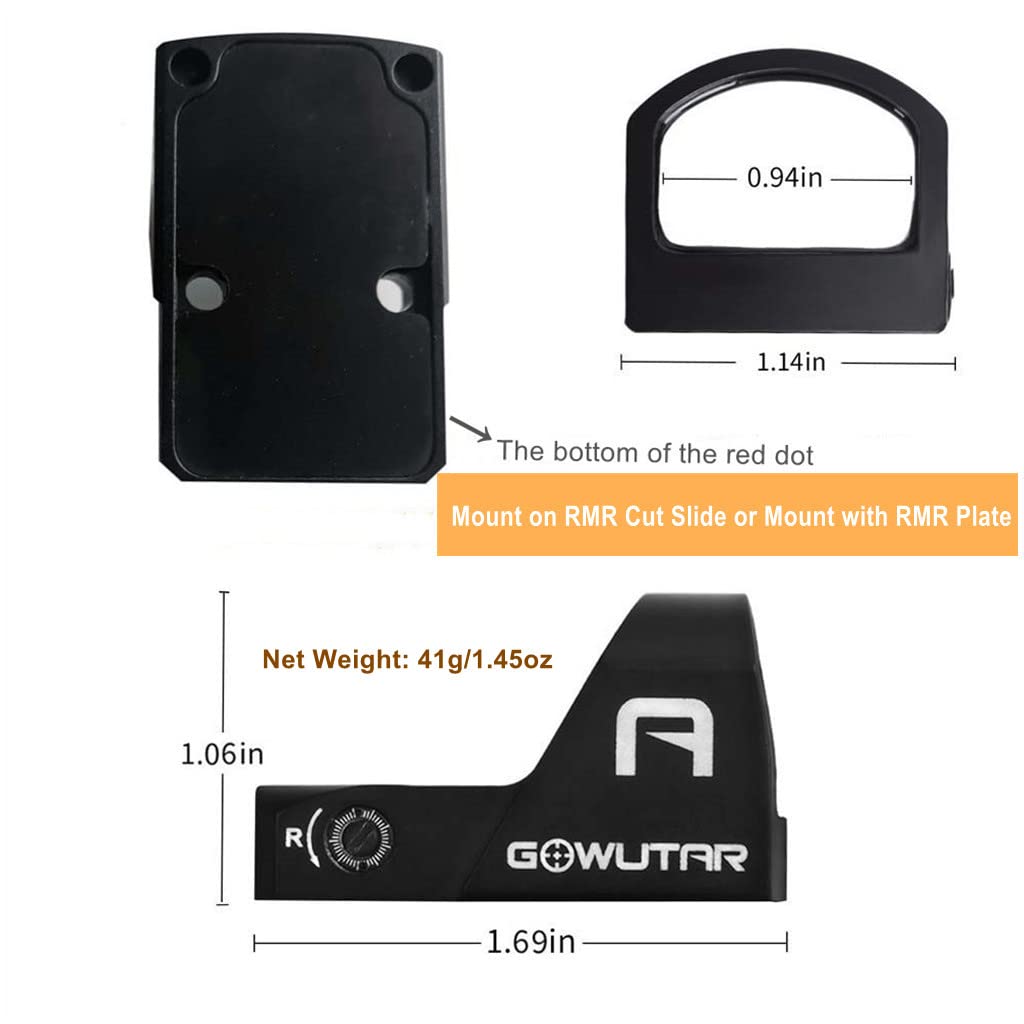 0.94in
1.14in
The bottom of the red dot
Mount on RMR Cut Slide or Mount with RMR Plate
Net Weight: 41g/1.45oz
1.06in
R
GOWUTAR
1.69in